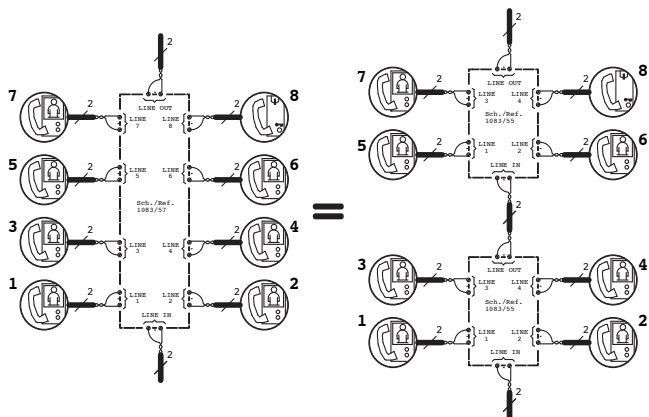 2
LINE OUT
7 2 LINE 7 LINE 8 2 8
5 2 LINE 5 LINE 6 2 6
Sch./Ref.
1083/57
3 2 LINE 3 LINE 4 2 4
1 2 LINE 1 LINE 2 2 2
LINE IN
2
=
2
LINE OUT
7 2 LINE 3 LINE 4 2 8
Sch./Ref.
1083/55
5 2 LINE 1 LINE 2 2 6
LINE IN
2
LINE OUT
3 2 LINE 3 LINE 4 2 4
Sch./Ref.
1083/55
1 2 LINE 1 LINE 2 2 2
LINE IN
2